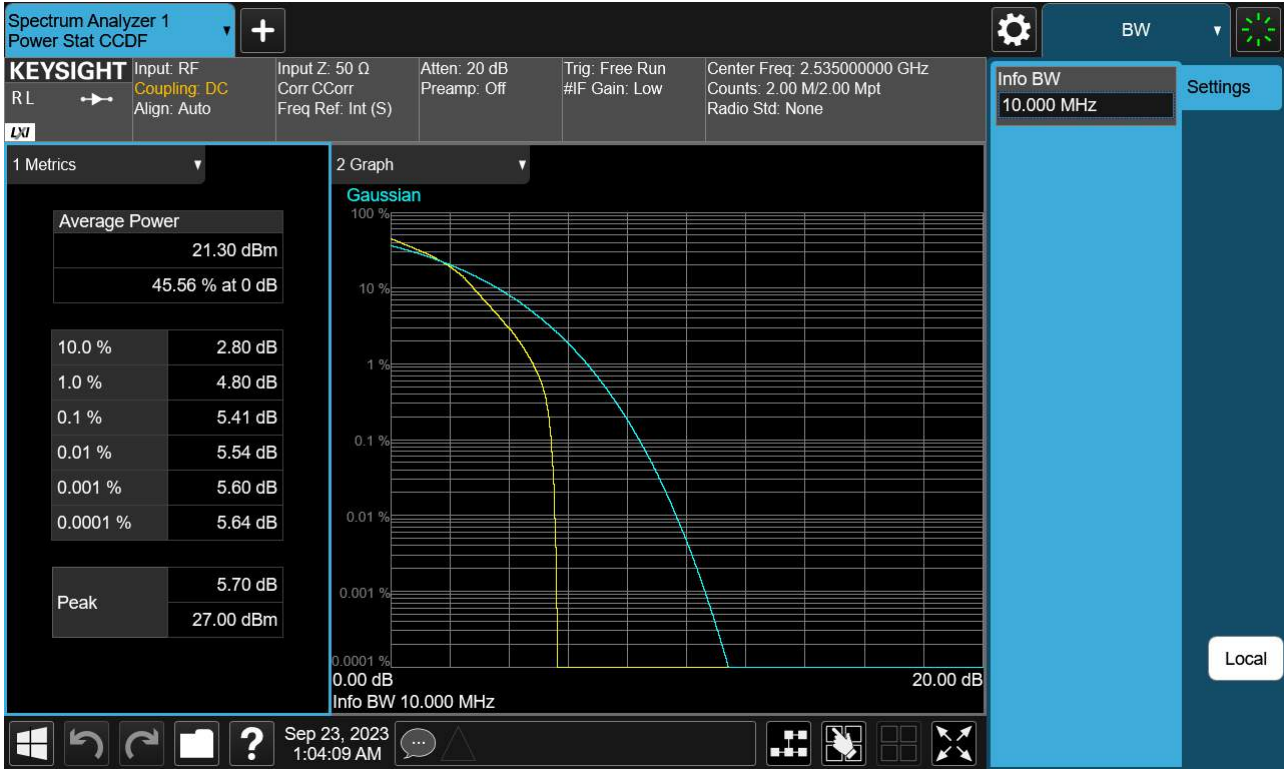 Spectrum Analyzer 1
Power Stat CCDF
BW
KEYSIGHT
R L
LXI
Input: RF
Coupling: DC
Align: Auto
Input Z: 50 Ω
Corr CCorr
Freq Ref: Int (S)
Atten: 20 dB
Preamp: Off
Trig: Free Run
#IF Gain: Low
Center Freq: 2.535000000 GHz
Counts: 2.00 M/2.00 Mpt
Radio Std: None
Info BW
10.000 MHz
Settings
1 Metrics
Average Power
21.30 dBm
45.56 % at 0 dB
10.0 % 2.80 dB
1.0 % 4.80 dB
0.1 % 5.41 dB
0.01 % 5.54 dB
0.001 % 5.60 dB
0.0001 % 5.64 dB
Peak
5.70 dB
27.00 dBm
2 Graph
Gaussian
100 %
10 %
1 %
0.1 %
0.01 %
0.001 %
0.0001 %
0.00 dB 20.00 dB
Info BW 10.000 MHz
Local
?
Sep 23, 2023
1:04:09 AM